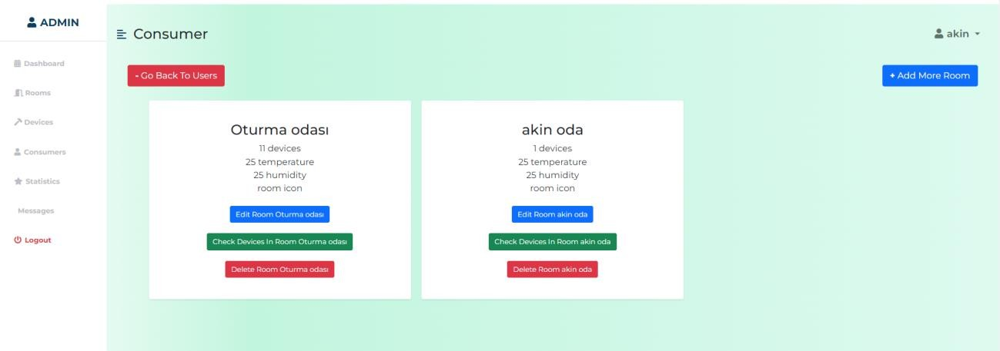 ADMIN
Dashboard
Rooms
Devices
Consumers
Statistics
Messages
Logout
Consumer
akin
- Go Back To Users
+ Add More Room
Oturma odası
11 devices
25 temperature
25 humidity
room icon
Edit Room Oturma odası
Check Devices In Room Oturma odası
Delete Room Oturma odası
akin oda
1 devices
25 temperature
25 humidity
room icon
Edit Room akin oda
Check Devices In Room akin oda
Delete Room akin oda